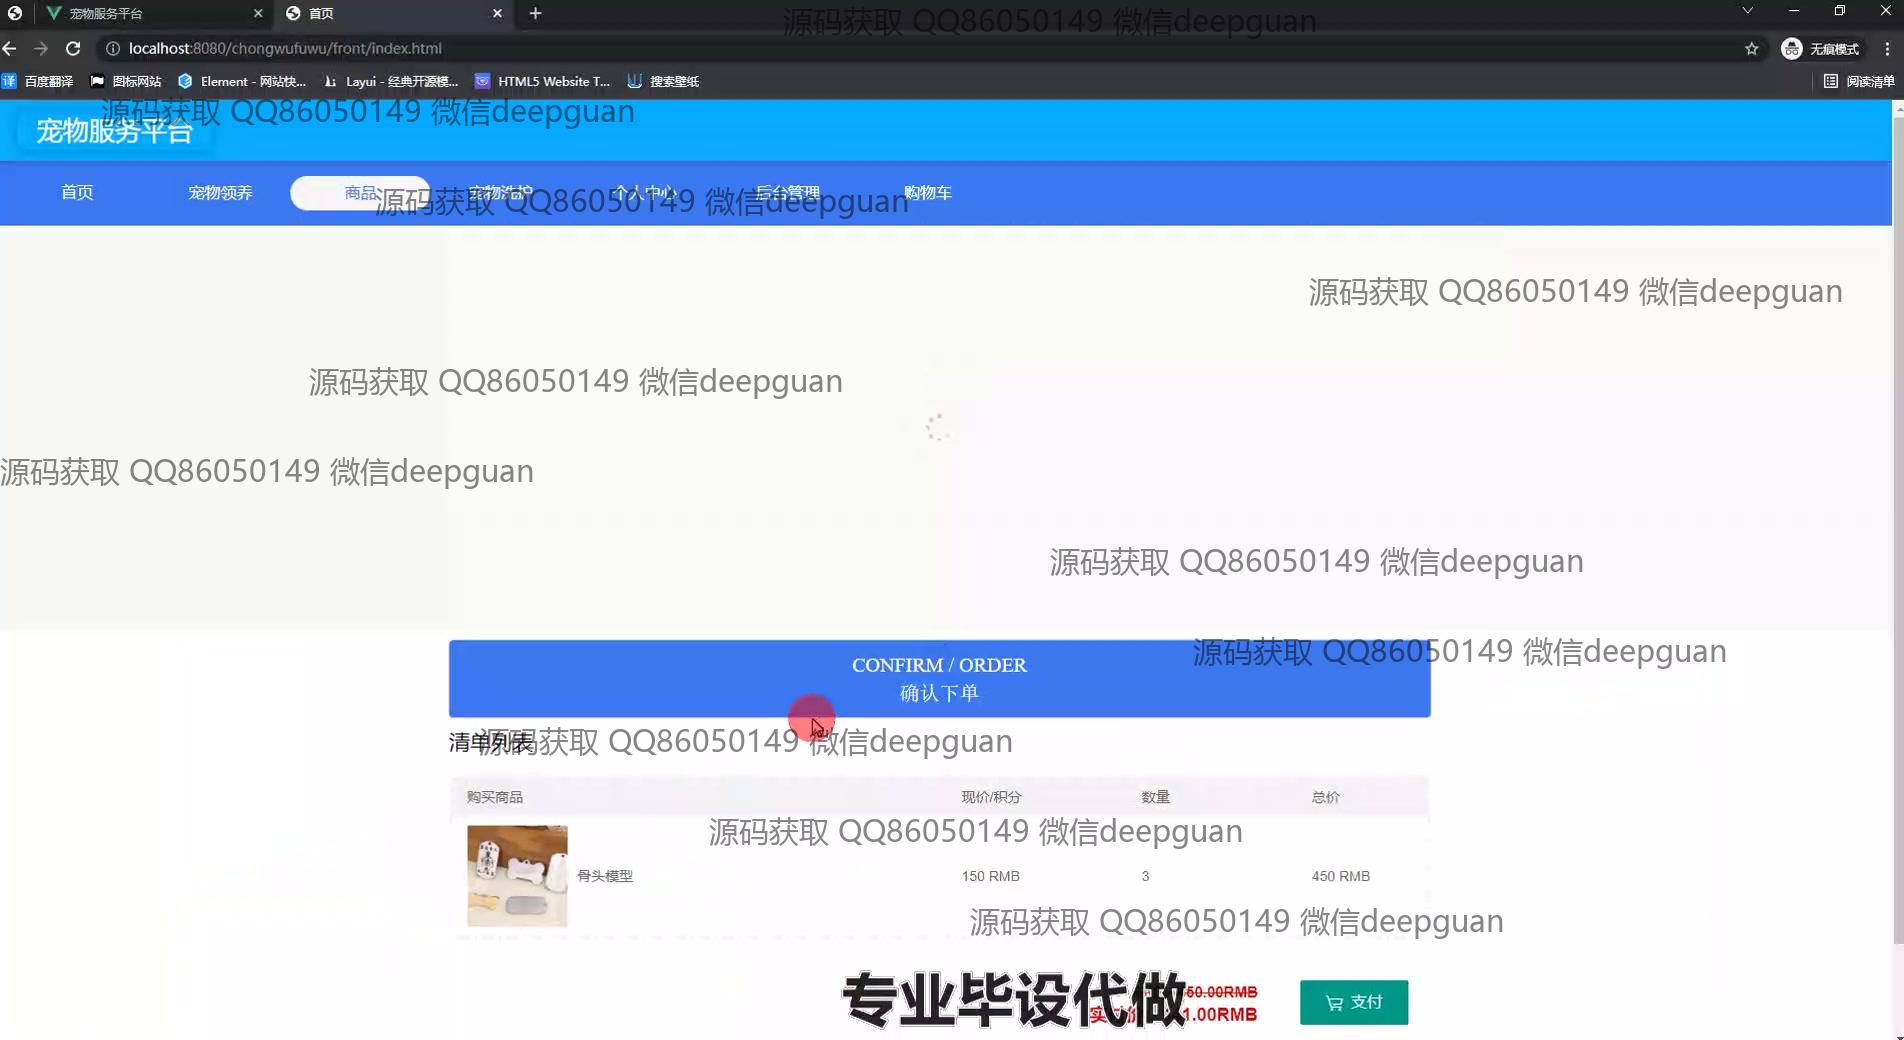 宠物服务平台
首页
源码获取 QQ86050149 微信deepguan
localhost:8080/chongwufuwu/front/index.html
无痕模式
百度翻译
图标网站
Element - 网站快...
Layui - 经典开源模...
HTML5 Website T...
搜索壁纸
阅读清单
源码获取 QQ86050149 微信deepguan
宠物服务平台
首页
宠物领养
商品
宠物洗护
个人中心
后台管理
购物车
源码获取 QQ86050149 微信deepguan
源码获取 QQ86050149 微信deepguan
源码获取 QQ86050149 微信deepguan
源码获取 QQ86050149 微信deepguan
源码获取 QQ86050149 微信deepguan
源码获取 QQ86050149 微信deepguan
CONFIRM / ORDER
确认下单
清单列表
源码获取 QQ86050149 微信deepguan
购买商品
现价/积分
数量
总价
源码获取 QQ86050149 微信deepguan
骨头模型
150 RMB
3
450 RMB
源码获取 QQ86050149 微信deepguan
专业毕设代做
50.00RMB
1.00RMB
支付